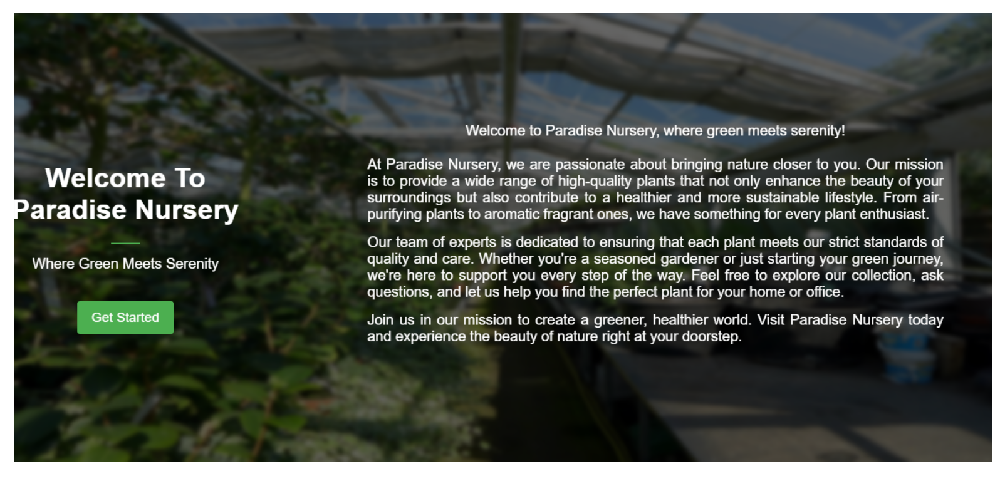 Welcome To
Paradise Nursery
Where Green Meets Serenity
Get Started
Welcome to Paradise Nursery, where green meets serenity!
At Paradise Nursery, we are passionate about bringing nature closer to you. Our mission
is to provide a wide range of high-quality plants that not only enhance the beauty of your
surroundings but also contribute to a healthier and more sustainable lifestyle. From air-
purifying plants to aromatic fragrant ones, we have something for every plant enthusiast.
Our team of experts is dedicated to ensuring that each plant meets our strict standards of
quality and care. Whether you're a seasoned gardener or just starting your green journey,
we're here to support you every step of the way. Feel free to explore our collection, ask
questions, and let us help you find the perfect plant for your home or office.
Join us in our mission to create a greener, healthier world. Visit Paradise Nursery today
and experience the beauty of nature right at your doorstep.